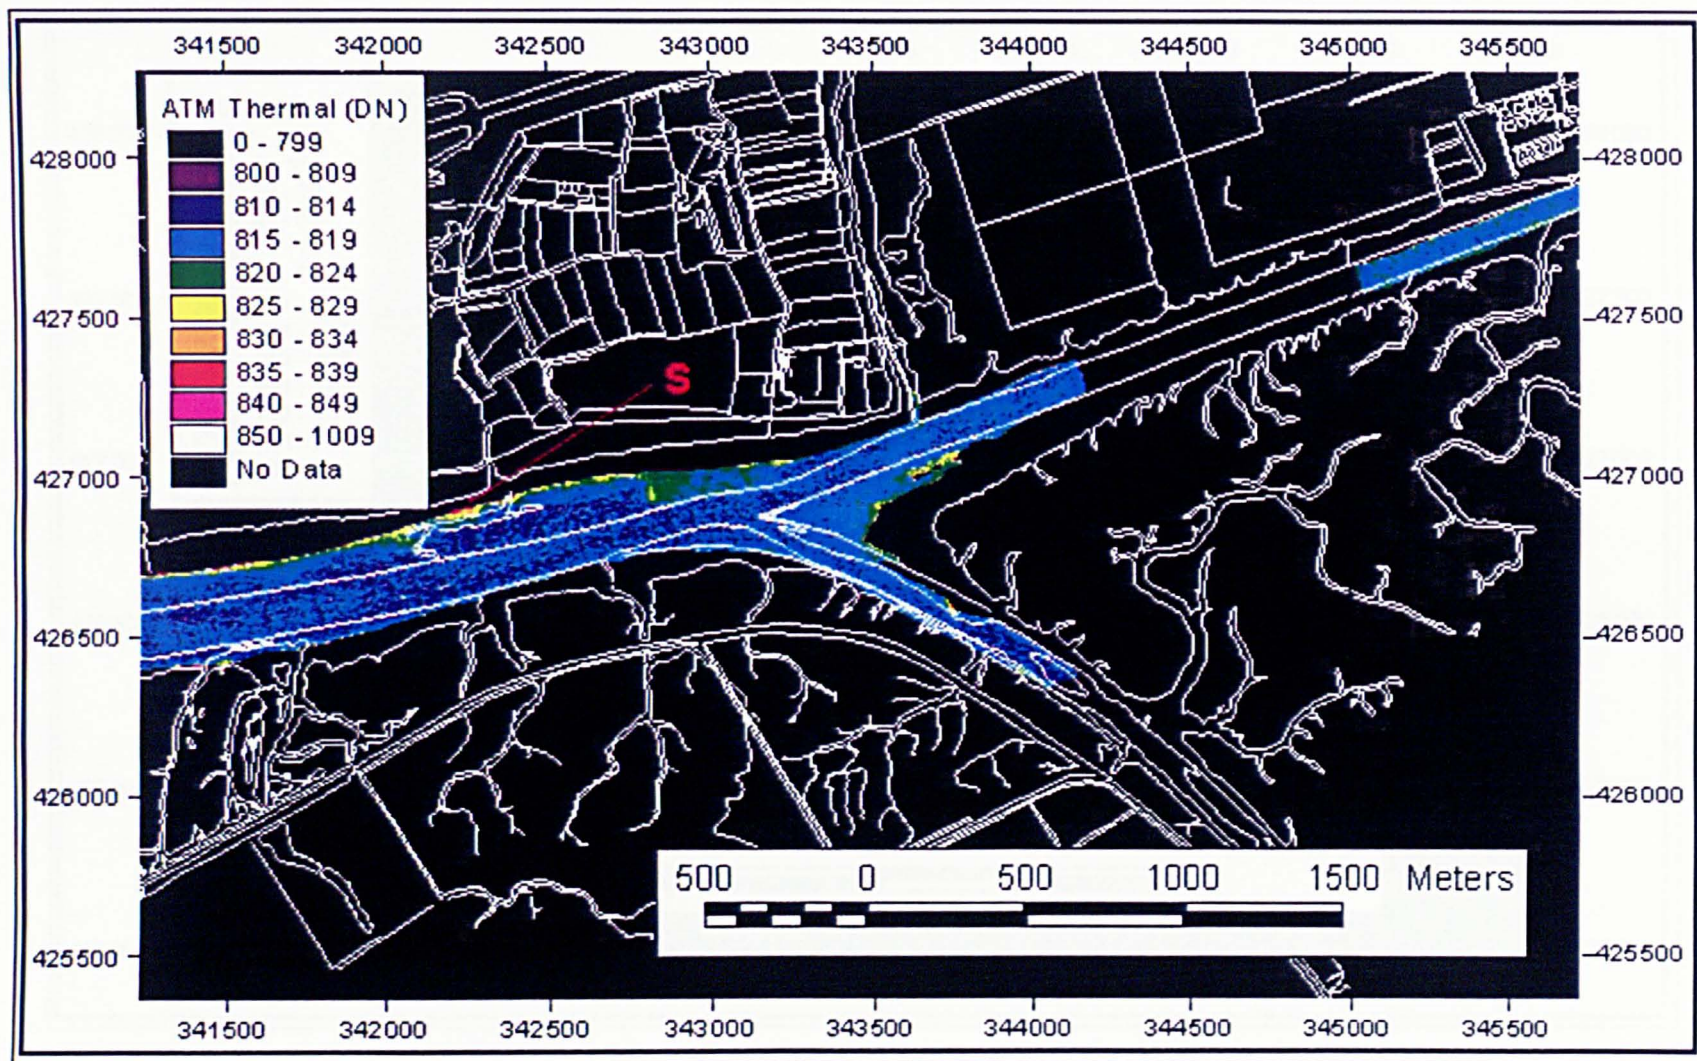 341500 342000 342500 343000 343500 344000 344500 345000 345500
ATM Thermal (DN)
0 - 799
800 - 809
810 - 814
815 - 819
820 - 824
825 - 829
830 - 834
835 - 839
840 - 849
850 - 1009
No Data
428000 428000
427500 427500
S
427000 427000
426500 426500
426000 426000
500 0 500 1000 1500 Meters
425500 425500
341500 342000 342500 343000 343500 344000 344500 345000 345500